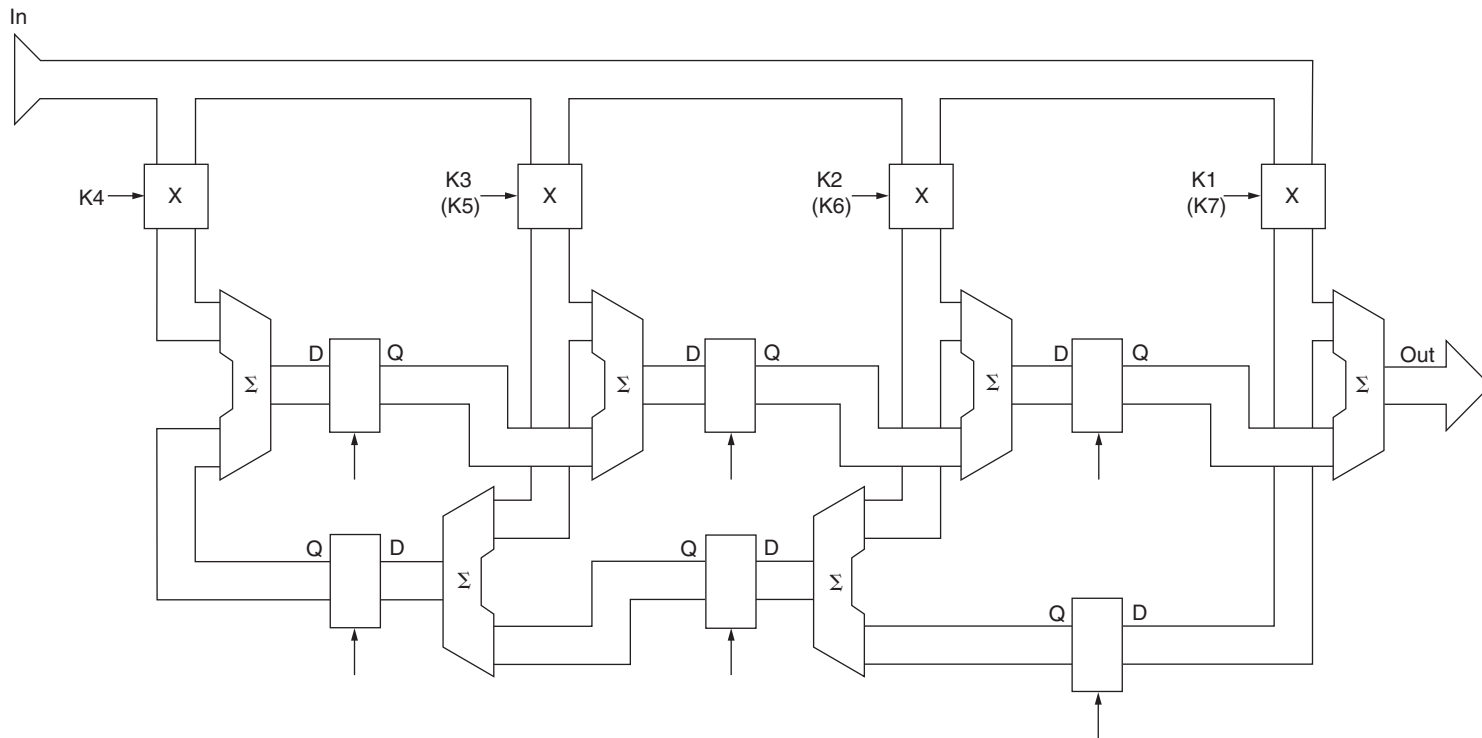 In
K4
X
K3
(K5)
X
K2
(K6)
X
K1
(K7)
X
D
Q
D
Q
D
Q
Out
Σ
Σ
Σ
Σ
Q
D
Q
D
Σ
Σ
Q
D